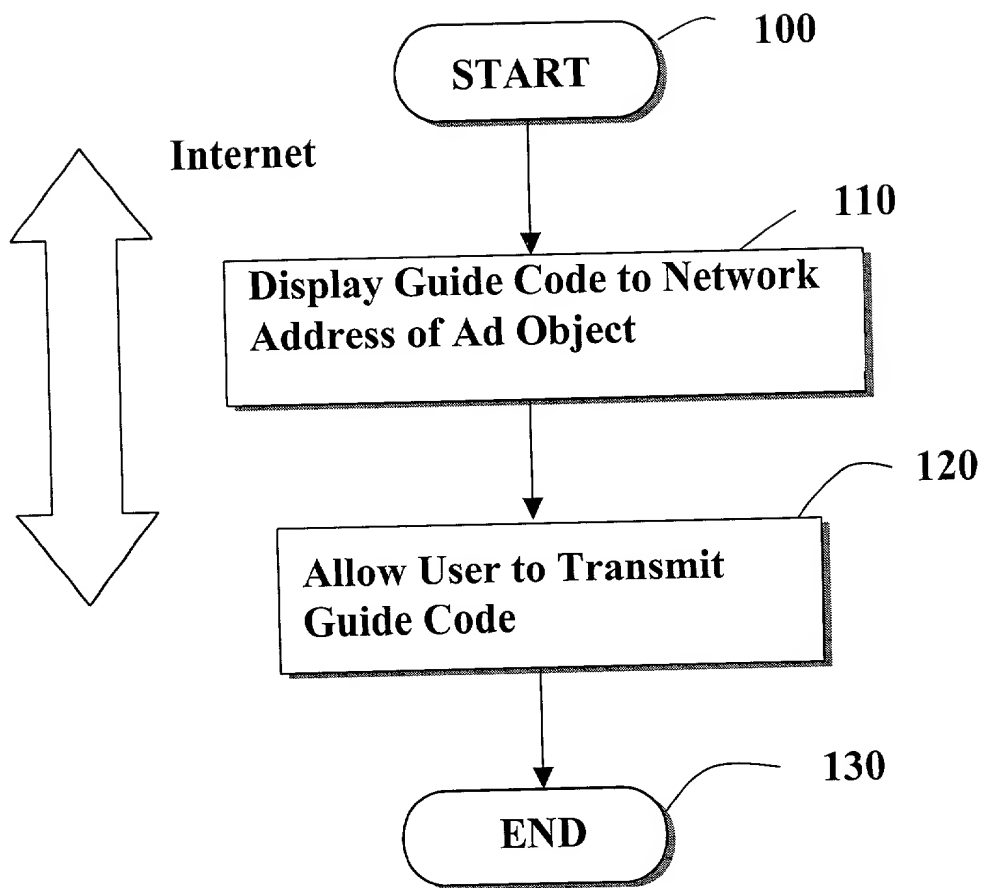 100
START
Internet
110
Display Guide Code to Network
Address of Ad Object
120
Allow User to Transmit
Guide Code
130
END